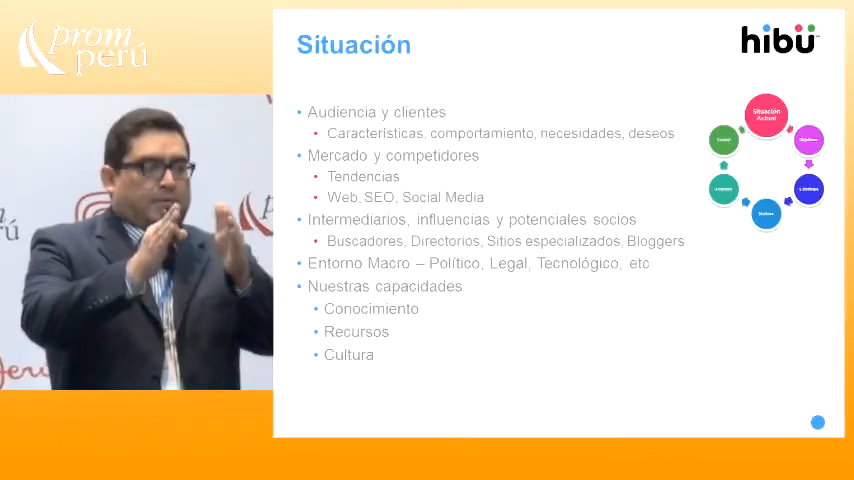 prom
perú
Situación
hibü
Situación
Actual
• Audiencia y clientes
• Características, comportamiento, necesidades, deseos
• Mercado y competidores
• Tendencias
• Web, SEO, Social Media
• Intermediarios, influencias y potenciales socios
• Buscadores, Directorios, Sitios especializados, Bloggers
• Entorno Macro – Político, Legal, Tecnológico, etc
• Nuestras capacidades
• Conocimiento
• Recursos
• Cultura